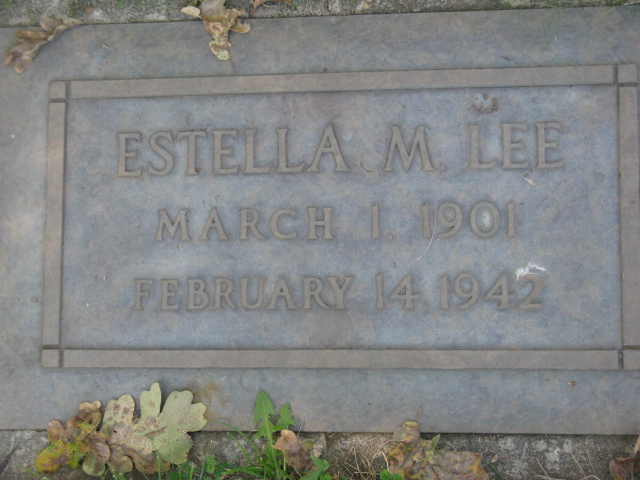 ESTELLA M. LEE
MARCH 1, 1901
FEBRUARY 14, 1942